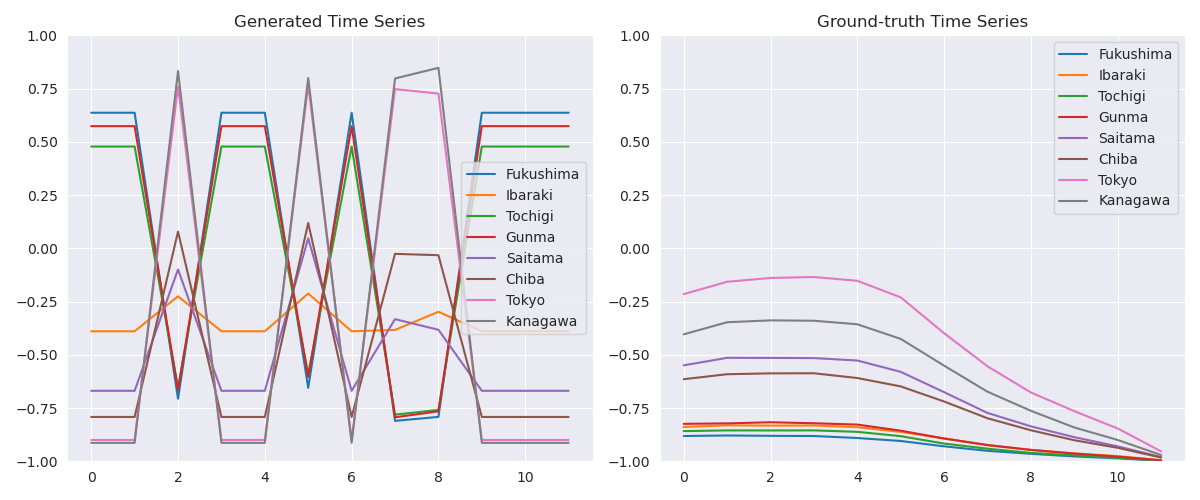 Generated Time Series
1.00
0.75
0.50
0.25
0.00
−0.25
−0.50
−0.75
−1.00
0 2 4 6 8 10
Fukushima
Ibaraki
Tochigi
Gunma
Saitama
Chiba
Tokyo
Kanagawa
Ground-truth Time Series
1.00
0.75
0.50
0.25
0.00
−0.25
−0.50
−0.75
−1.00
0 2 4 6 8 10
Fukushima
Ibaraki
Tochigi
Gunma
Saitama
Chiba
Tokyo
Kanagawa